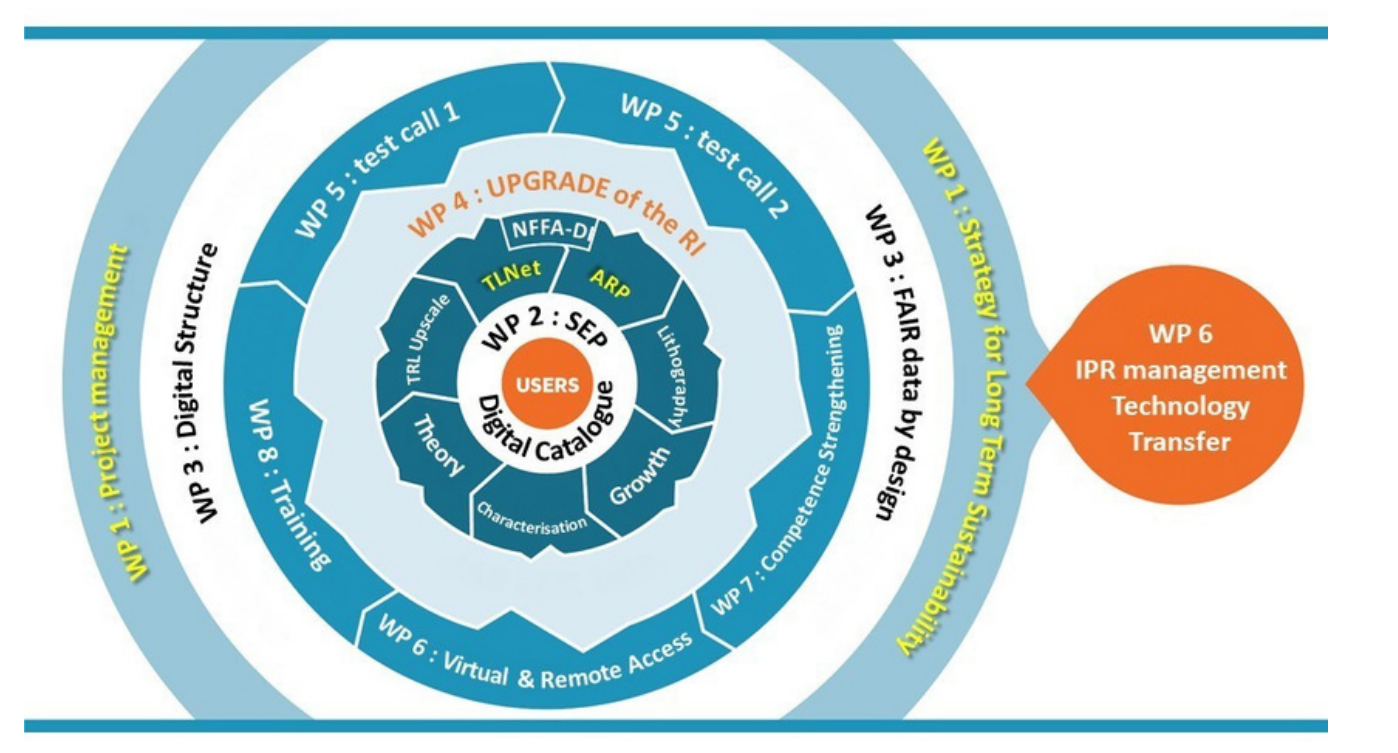 WP 1 : Project management
WP 3 : Digital Structure
WP 5 : test call 1
WP 5 : test call 2
WP 4 : UPGRADE of the RI
NFFA-DI
TLNet
ARP
TRL Upscale
Lithography
WP 2 : SEP
USERS
Digital Catalogue
Theory
Growth
Characterisation
WP 8 : Training
WP 6 : Virtual & Remote Access
WP 7 : Competence Strengthening
WP 3 : FAIR data by design
WP 1 : Strategy for Long Term Sustainability
WP 6
IPR management
Technology
Transfer